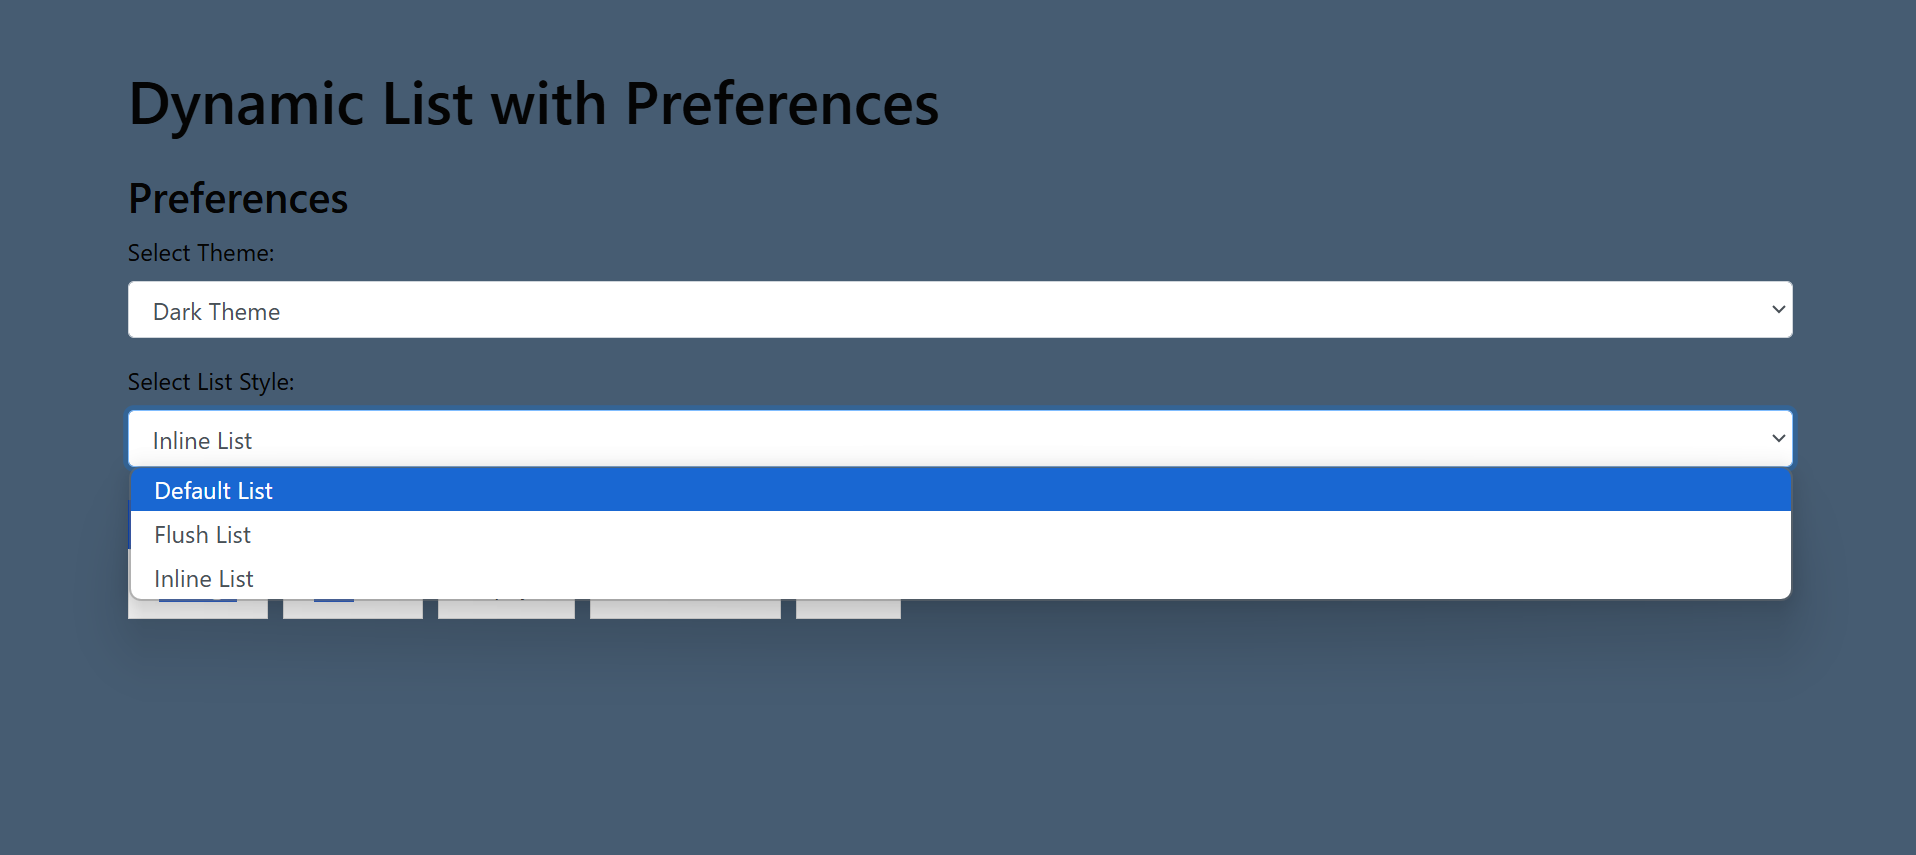 Dynamic List with Preferences
Preferences
Select Theme:
Dark Theme
Select List Style:
Inline List
Default List
Flush List
Inline List